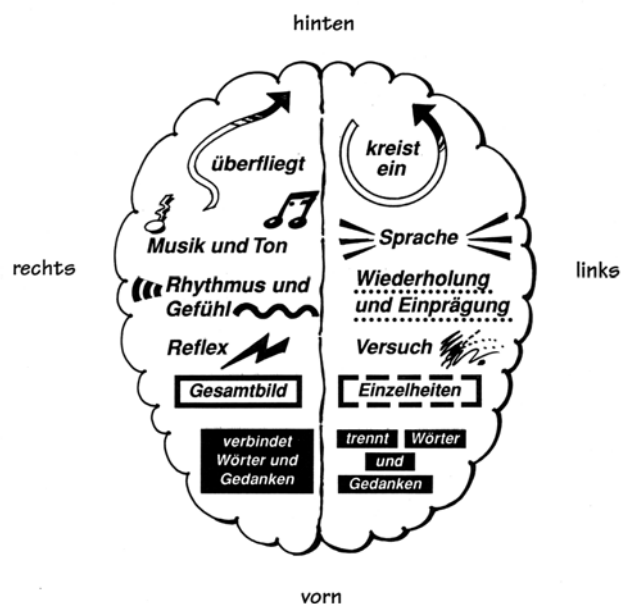 hinten
überfliegt
kreist
ein
Musik und Ton
Sprache
rechts
links
Rhythmus und
Gefühl
Wiederholung
und Einprägung
Reflex
Versuch
Gesamtbild
Einzelheiten
verbindet
Wörter und
Gedanken
trennt Wörter
und
Gedanken
vorn